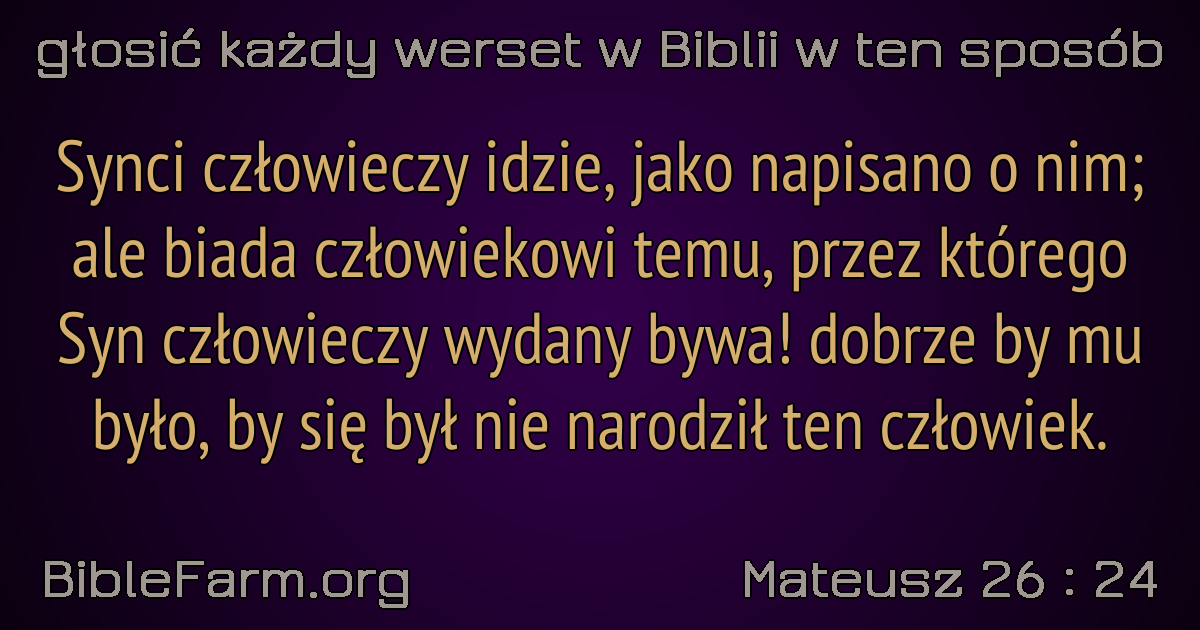 głosić każdy werset w Biblii w ten sposób
Synci człowieczy idzie, jako napisano o nim;
ale biada człowiekowi temu, przez którego
Syn człowieczy wydany bywa! dobrze by mu
było, by się był nie narodził ten człowiek.
BibleFarm.org
Mateusz 26 : 24